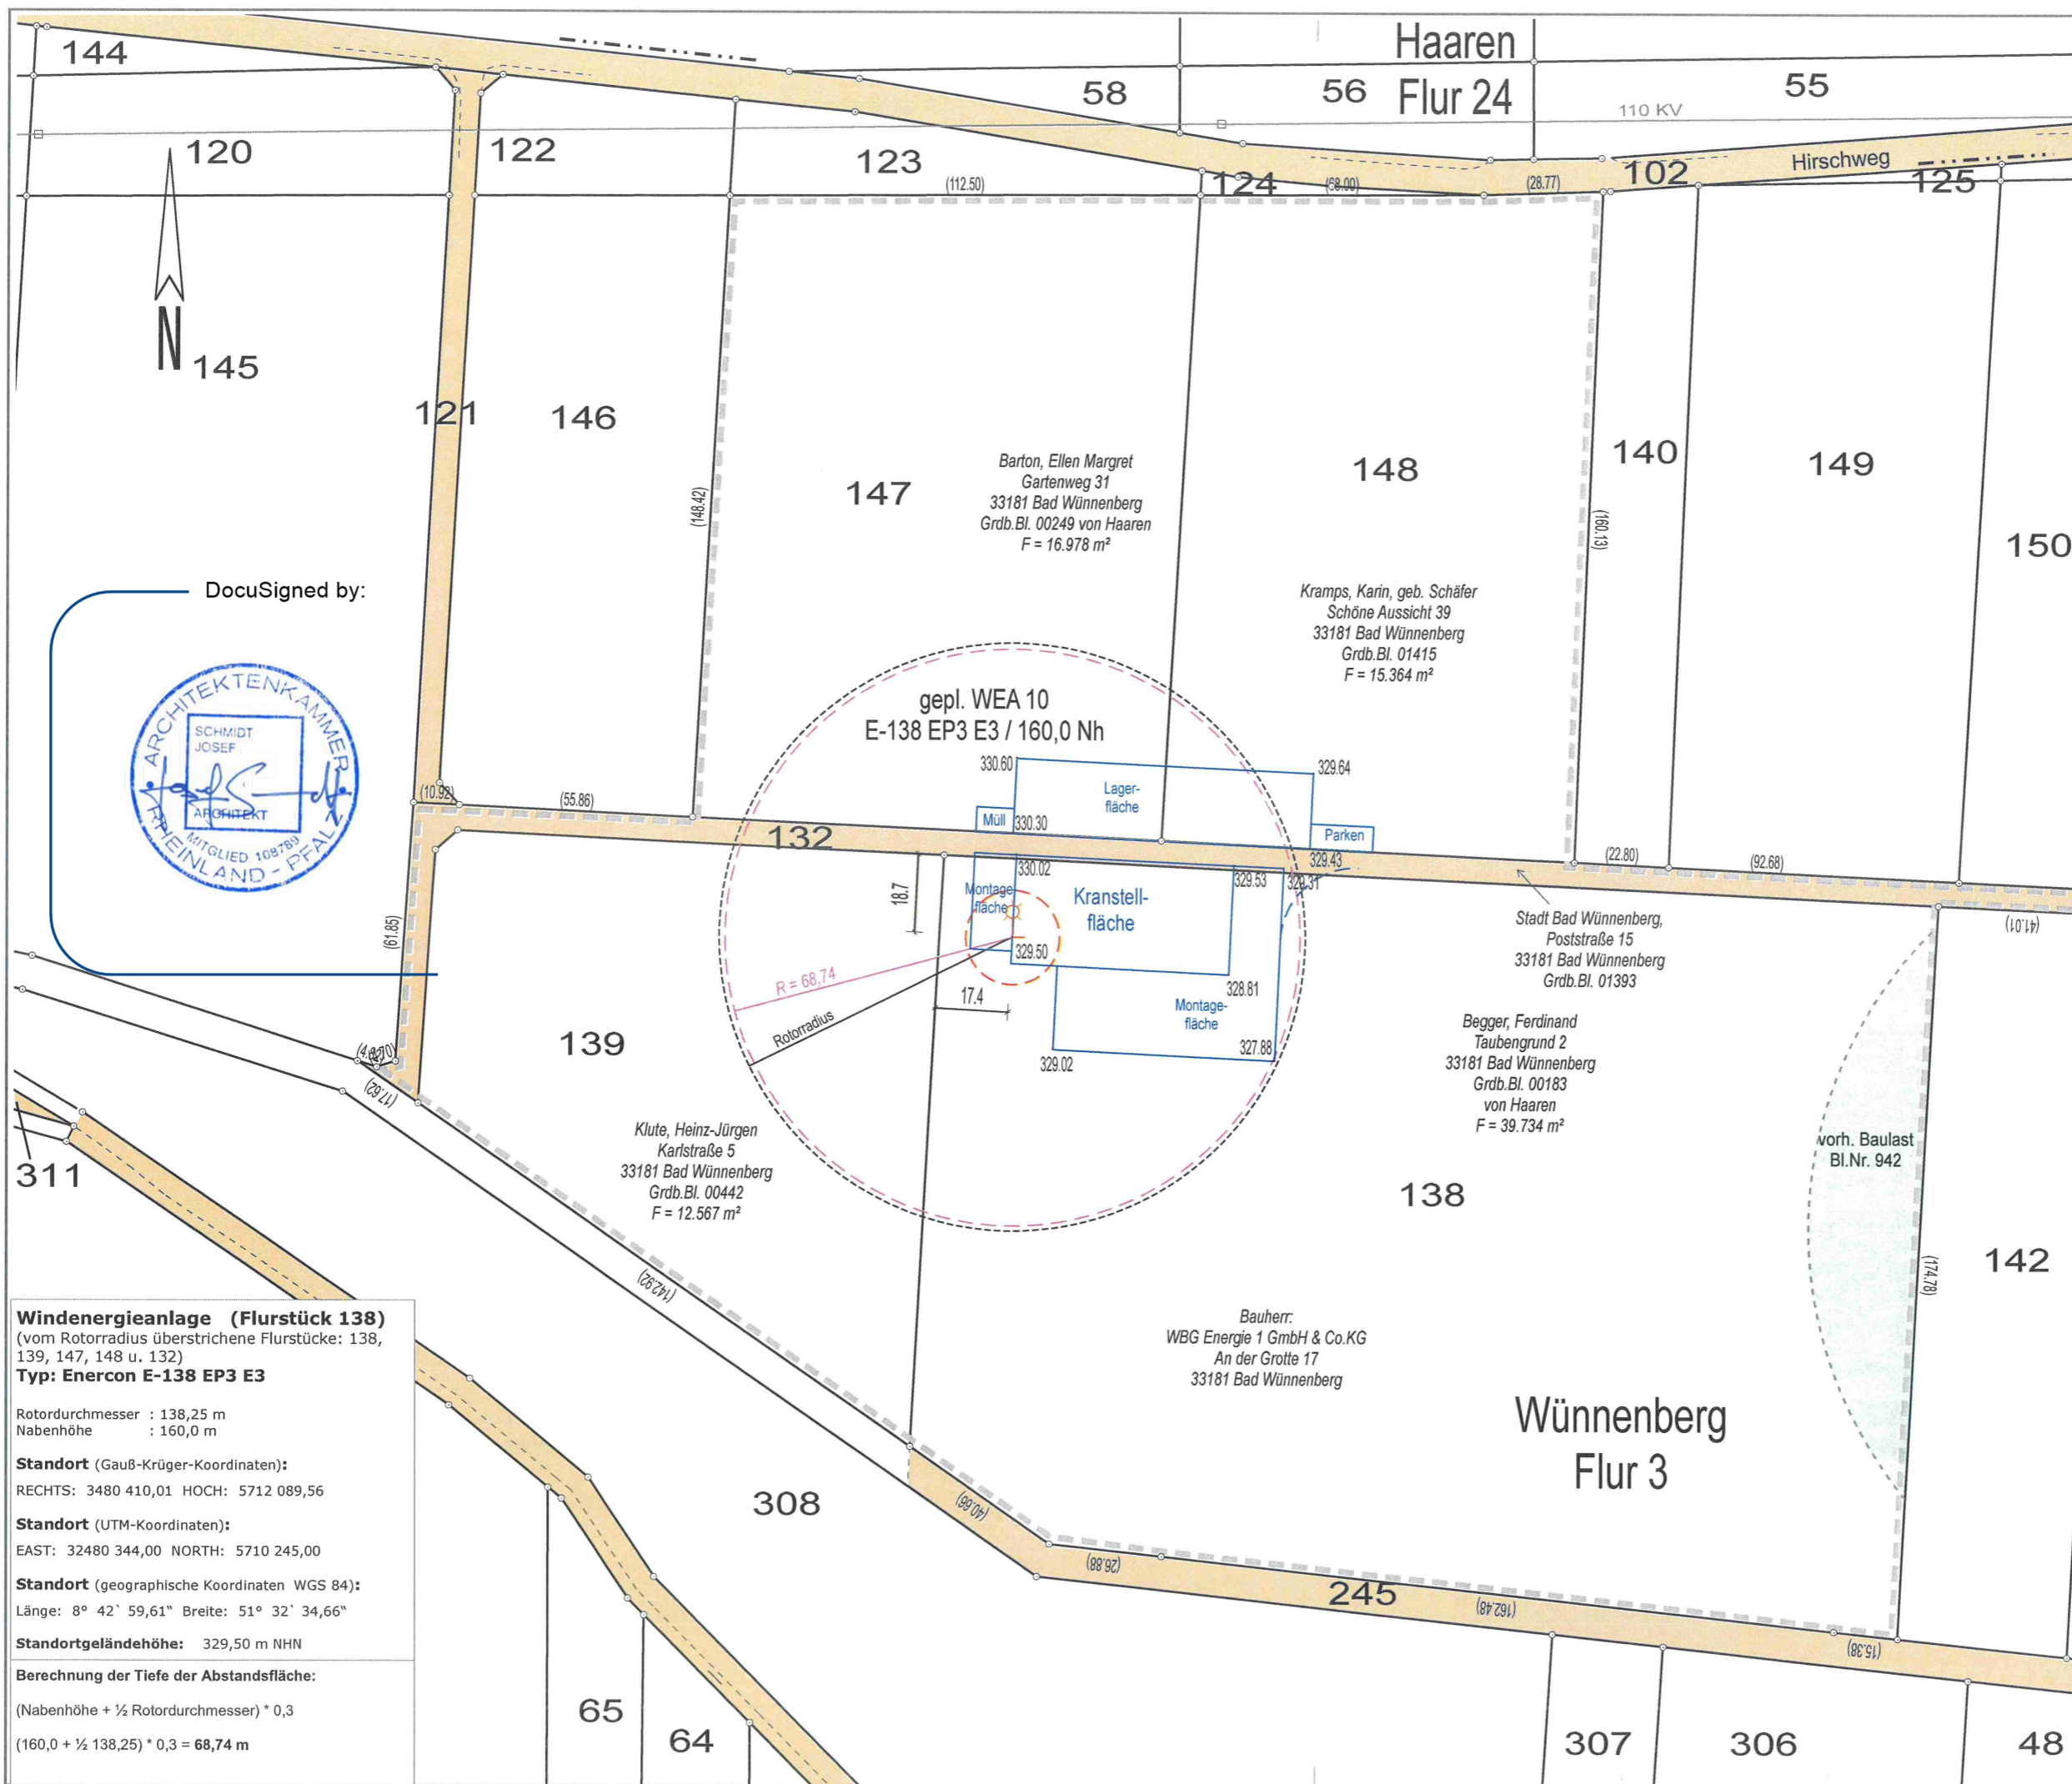 Haaren
Flur 24
144
58
56
55
110 KV
120
122
123
124
102
Hirschweg
125
(112.50)
(68.00)
(28.77)
N
145
121
146
147
148
140
149
150
Barton, Ellen Margret
Gartenweg 31
33181 Bad Wünnenberg
Grdb.Bl. 00249 von Haaren
F = 16.978 m²
(148.42)
(160.13)
Kramps, Karin, geb. Schäfer
Schöne Aussicht 39
33181 Bad Wünnenberg
Grdb.Bl. 01415
F = 15.364 m²
DocuSigned by:
ARCHITEKTENKAMMER
RHEINLAND - PFALZ
SCHMIDT
JOSEF
ARCHITEKT
MITGLIED 108789
gepl. WEA 10
E-138 EP3 E3 / 160,0 Nh
330.60
329.64
Lager-
fläche
Müll
330.30
Parken
(10.92)
(55.86)
132
329.43
(22.80)
(92.68)
330.02
329.53
329.31
Montage
fläche
Kranstell-
fläche
18.7
329.50
(61.85)
R = 68,74
Rotorradius
17.4
328.81
Montage-
fläche
327.88
329.02
Stadt Bad Wünnenberg,
Poststraße 15
33181 Bad Wünnenberg
Grdb.Bl. 01393
(41.01)
Begger, Ferdinand
Taubengrund 2
33181 Bad Wünnenberg
Grdb.Bl. 00183
von Haaren
F = 39.734 m²
139
(17.62)
311
Klute, Heinz-Jürgen
Karlstraße 5
33181 Bad Wünnenberg
Grdb.Bl. 00442
F = 12.567 m²
vorh. Baulast
Bl.Nr. 942
138
142
(174.78)
(142.92)
Bauherr:
WBG Energie 1 GmbH & Co.KG
An der Grotte 17
33181 Bad Wünnenberg
Wünnenberg
Flur 3
308
(40.66)
(26.88)
245
(162.48)
(15.38)
65
64
307
306
48
Windenergieanlage (Flurstück 138)
(vom Rotorradius überstrichene Flurstücke: 138,
139, 147, 148 u. 132)
Typ: Enercon E-138 EP3 E3
Rotordurchmesser : 138,25 m
Nabenhöhe : 160,0 m
Standort (Gauß-Krüger-Koordinaten):
RECHTS: 3480 410,01 HOCH: 5712 089,56
Standort (UTM-Koordinaten):
EAST: 32480 344,00 NORTH: 5710 245,00
Standort (geographische Koordinaten WGS 84):
Länge: 8° 42` 59,61" Breite: 51° 32` 34,66"
Standortgeländehöhe: 329,50 m NHN
Berechnung der Tiefe der Abstandsfläche:
(Nabenhöhe + ½ Rotordurchmesser) * 0,3
(160,0 + ½ 138,25) * 0,3 = 68,74 m